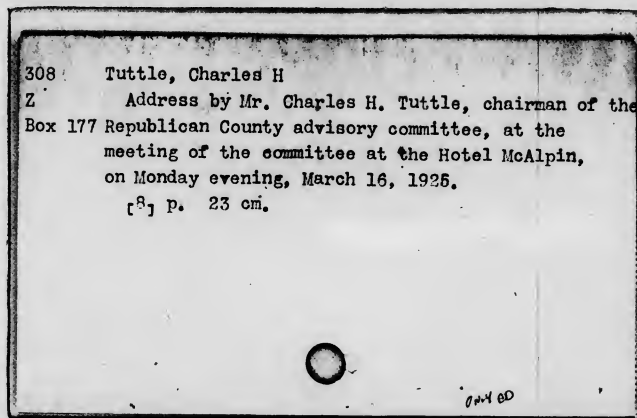 308 Tuttle, Charles H
Z Address by Mr. Charles H. Tuttle, chairman of the
Box 177 Republican County advisory committee, at the
meeting of the committee at the Hotel McAlpin,
on Monday evening, March 16, 1925.
[8] p. 23 cm.